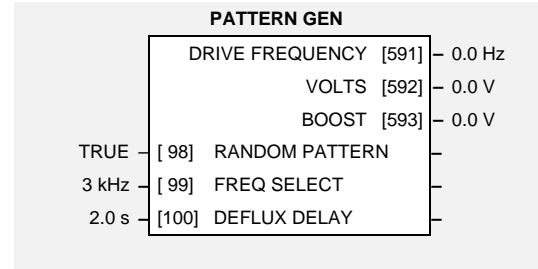 PATTERN GEN
DRIVE FREQUENCY [591] – 0.0 Hz
VOLTS [592] – 0.0 V
BOOST [593] – 0.0 V
TRUE – [ 98] RANDOM PATTERN –
3 kHz – [ 99] FREQ SELECT –
2.0 s – [100] DEFLUX DELAY –